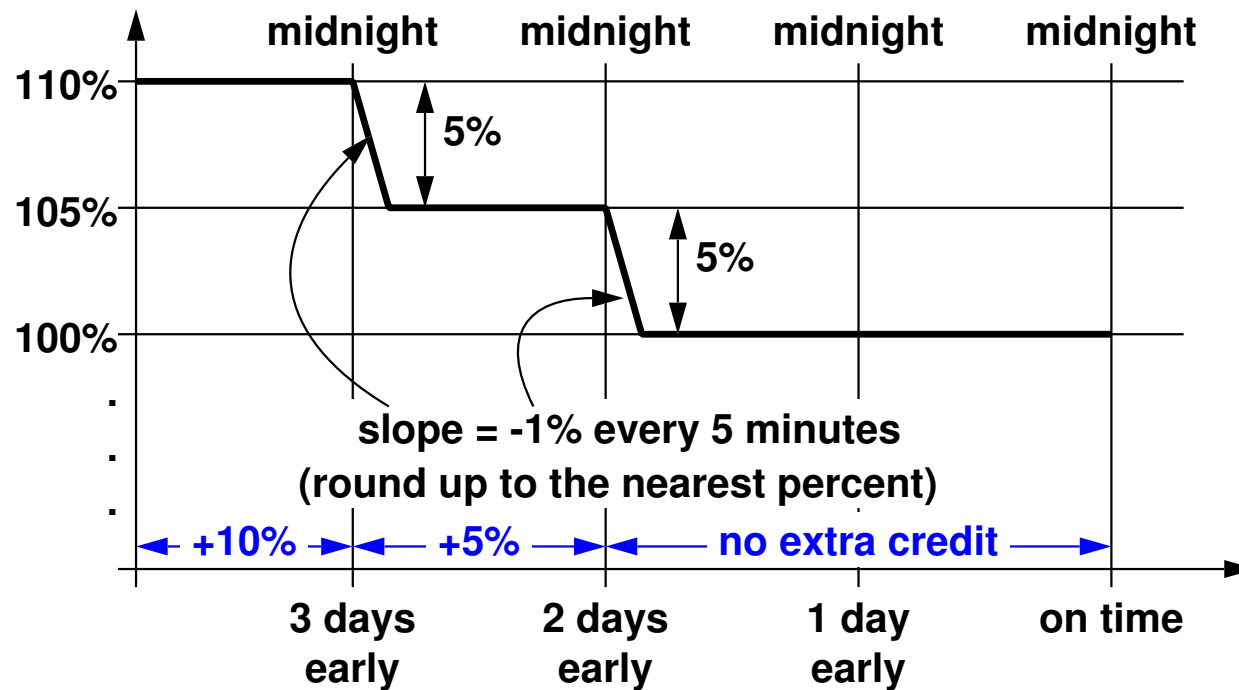 midnight midnight midnight midnight
110%
5%
105%
5%
100%
.
.
.
slope = -1% every 5 minutes
(round up to the nearest percent)
+10% +5% no extra credit
3 days 2 days 1 day on time
early early early